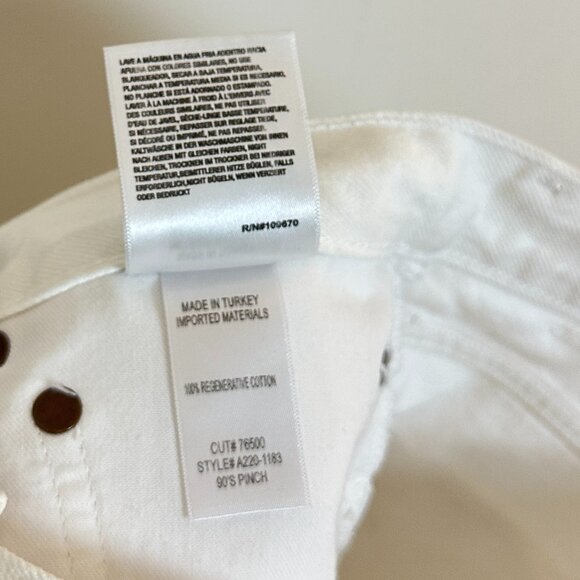 LAVE A MÁQUINA EN AGUA FRIA ADENTRO HACIA
AFUERA CON COLORES SIMILARES, NO USE
BLANQUEADOR, SECAR A BAJA TEMPERATURA,
PLANCHAR A TEMPERATURA MEDIA SI ES NECESARIO,
NO PLANCHE SI ESTÁ ADORNADO O ESTAMPADO
LAVER À LA MACHINE À FROID À L'ENVERS AVEC
DES COULEURS SIMILAIRES, NE PAS UTILISER
D'EAU DE JAVEL, SÈCHE-LINGE BASSE TEMPÉRATURE,
SI NÉCESSAIRE, REPASSER SUR RÉGLAGE TIÈDE,
SI DÉCORÉ OU IMPRIMÉ, NE PAS REPASSER.
KALTWÄSCHE IN DER WASCHMASCHINE VON INNEN
NACH AUßEN MIT GLEICHEN FARBEN, NIGHT
BLEICHEN, TROCKNEN IM TROCKNER BEI NIEDRIGER
TEMPERATUR, BEIMITTLERER HITZE BÜGLEN, FALLS
ERFORDERLICH, NICHT BÜGELN, WENN VERZIERT
ODER BEDRUCKT
R/N#109670
MADE IN TURKEY
IMPORTED MATERIALS
100% REGENERATIVE COTTON
CUT# 76500
STYLE# A220-1183
90'S PINCH